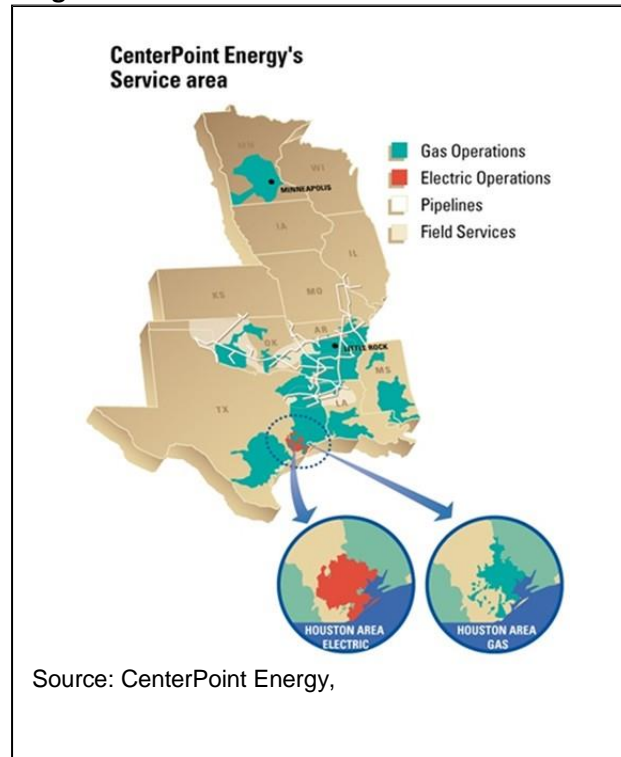 CenterPoint Energy's
Service area
Gas Operations
Electric Operations
Pipelines
Field Services
MN
WI
MINNEAPOLIS
IA
IL
KS
MO
OK
AR
LITTLE ROCK
MS
TX
LA
HOUSTON AREA
ELECTRIC
HOUSTON AREA
GAS
Source: CenterPoint Energy,